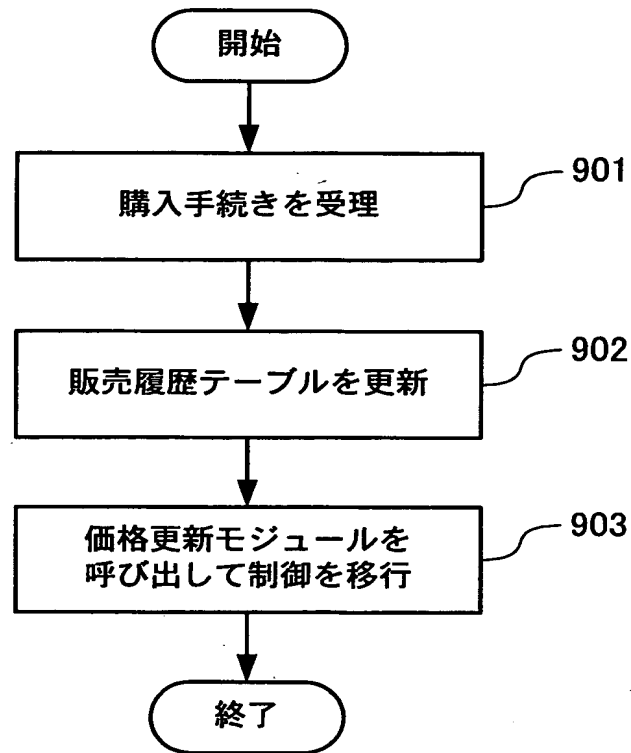 開始
購入手続きを受理
901
販売履歴テーブルを更新
902
価格更新モジュールを
呼び出して制御を移行
903
終了